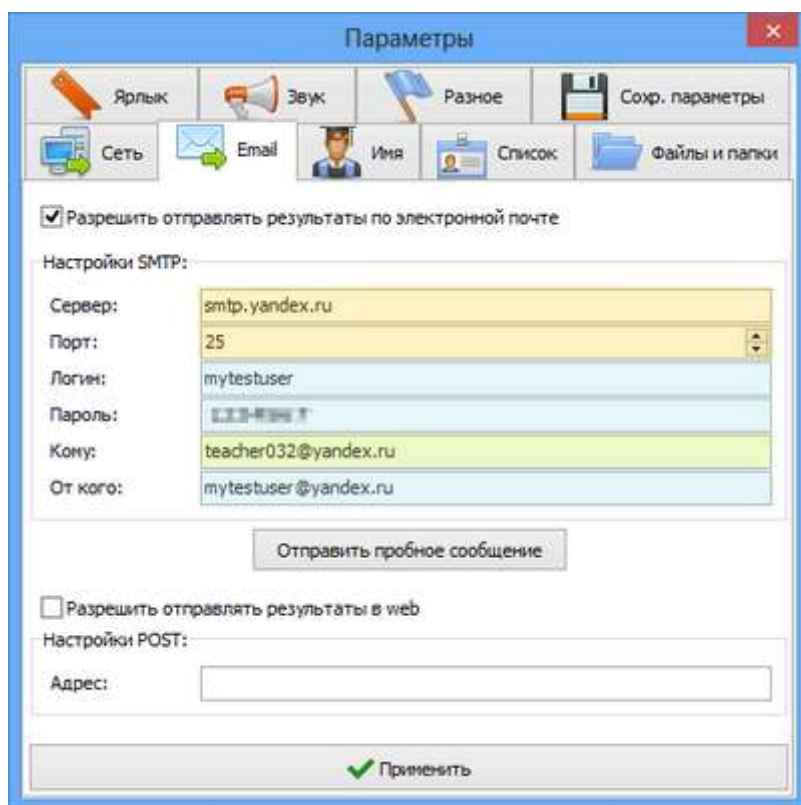 Параметры
Ярлык Звук Разное Сохр. параметры
Сеть Email Имя Список Файлы и папки
Разрешить отправлять результаты по электронной почте
Настройки SMTP:
Сервер: smtp.yandex.ru
Порт: 25
Логин: mytestuser
Пароль:
Кому: teacher032@yandex.ru
От кого: mytestuser@yandex.ru
Отправить пробное сообщение
Разрешить отправлять результаты в web
Настройки POST:
Адрес:
Применить